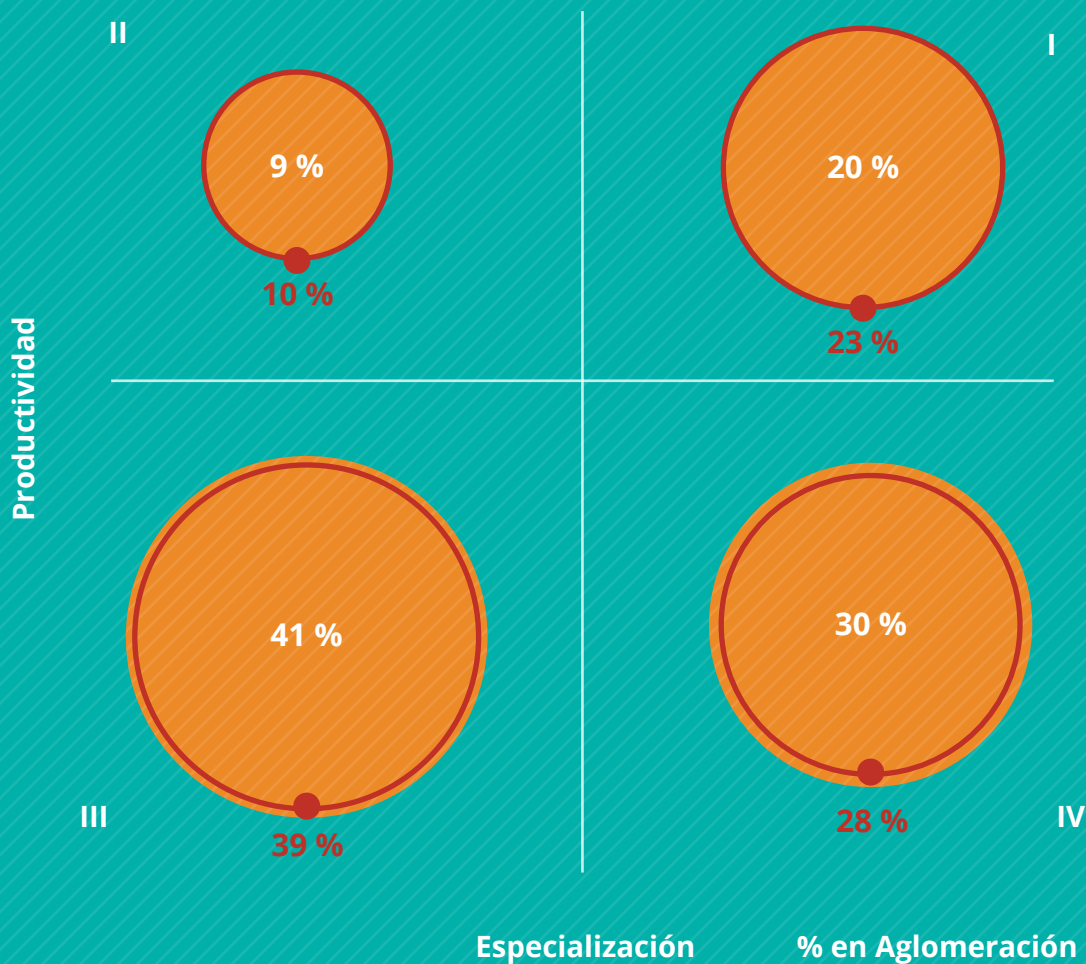 II
I
9 %
20 %
10 %
23 %
Productividad
41 %
30 %
III
IV
39 %
28 %
Especialización
% en Aglomeración